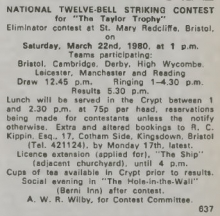 NATIONAL TWELVE-BELL STRIKING CONTEST
for "The Taylor Trophy"
Eliminator contest at St. Mary Redcliffe, Bristol,
on
Saturday, March 22nd, 1980, at 1 p.m.
Teams participating:
Bristol, Cambridge, Derby, High Wycombe,
Leicester, Manchester and Reading
Draw 12.45 p.m. Ringing 1-4.30 p.m.
Results 5.30 p.m.
Lunch will be served in the Crypt between 1
and 2.30 p.m. at 75p per head, reservations
being made for contestants unless the notify
otherwise. Extra and altered bookings to R. C.
Kippin, Esq., 17, Cotham Side, Kingsdown, Bristol
(Tel. 421124), by Monday 17th, latest.
Licence extension (applied for), "The Ship"
(adjacent churchyard), until 4 p.m.
Cups of tea available in Crypt prior to results.
Social evening in "The Hole-in-the-Wall"
(Berni Inn) after contest.
A. W. R. Wilby, for Contest Committee.
637